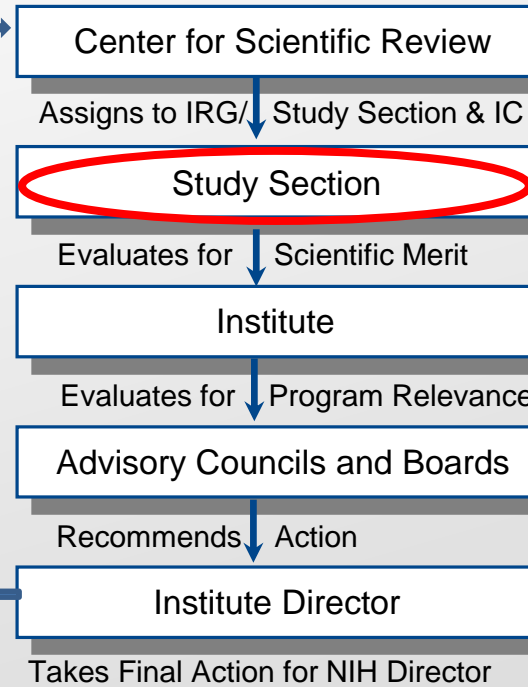 Center for Scientific Review
Assigns to IRG/ Study Section & IC
Study Section
Evaluates for Scientific Merit
Institute
Evaluates for Program Relevance
Advisory Councils and Boards
Recommends Action
Institute Director
Takes Final Action for NIH Director